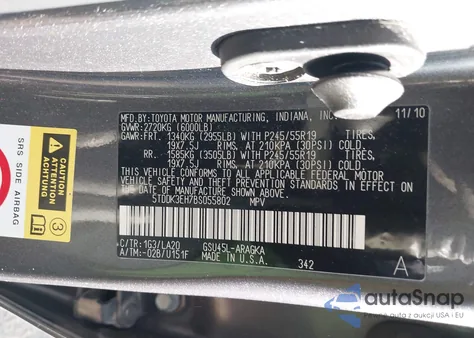 SRS SIDE AIRBAG
MFD. BY:TOYOTA MOTOR MANUFACTURING, INDIANA, INC. 11/10
GVWR:2720KG (6000LB)
GAWR:FRT. 1340KG (2955LB) WITH P245/55R19 TIRES,
19X7.5J RIMS, AT 210KPA (30PSI) COLD.
RR. 1585KG (3505LB) WITH P245/55R19 TIRES,
19X7.5J RIMS, AT 210KPA (30PSI) COLD.
THIS VEHICLE CONFORMS TO ALL APPLICABLE FEDERAL MOTOR
VEHICLE SAFETY AND THEFT PREVENTION STANDARDS IN EFFECT ON
THE DATE OF MANUFACTURE SHOWN ABOVE.
5TDDK3EH7BS055802 MPV
C/TR:1G3/LA20 GSU45L-ARAGKA
A/TM:-02B/U151F MADE IN U.S.A. 342 A
autoSnap
Auta z aukcji USA i EU